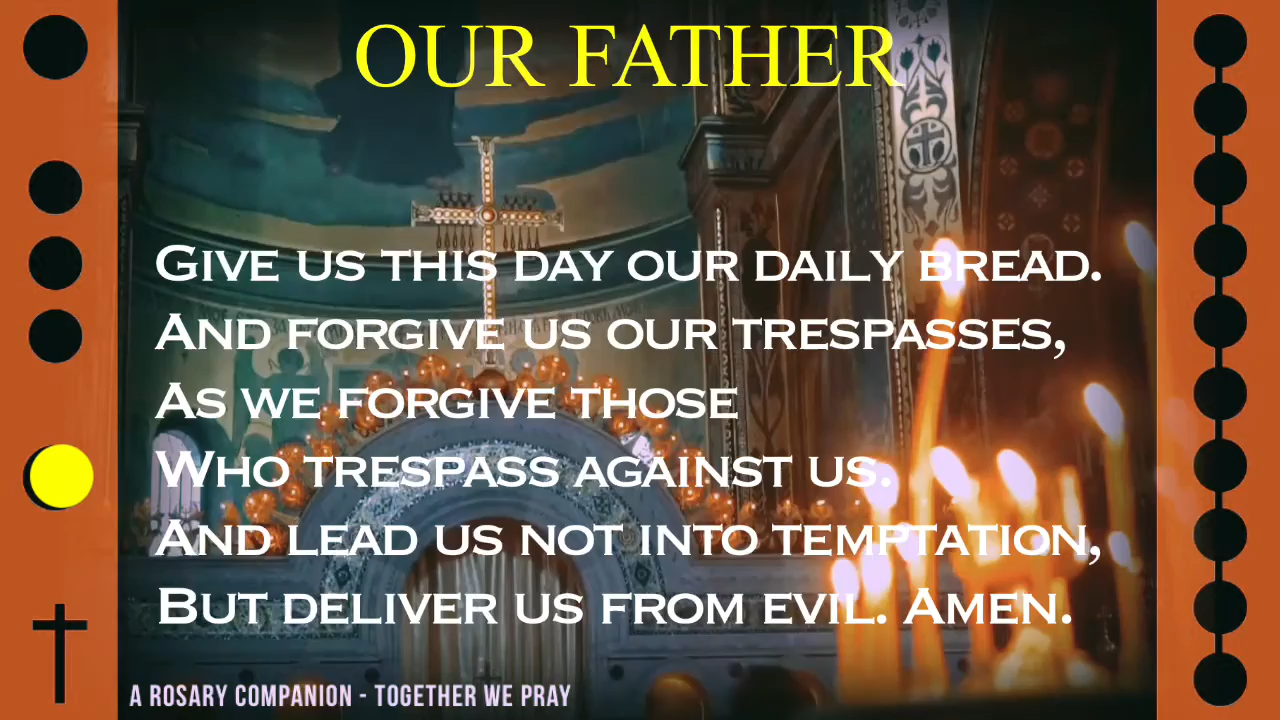 OUR FATHER
GIVE US THIS DAY OUR DAILY BREAD.
AND FORGIVE US OUR TRESPASSES,
AS WE FORGIVE THOSE
WHO TRESPASS AGAINST US.
AND LEAD US NOT INTO TEMPTATION,
BUT DELIVER US FROM EVIL. AMEN.
A ROSARY COMPANION - TOGETHER WE PRAY